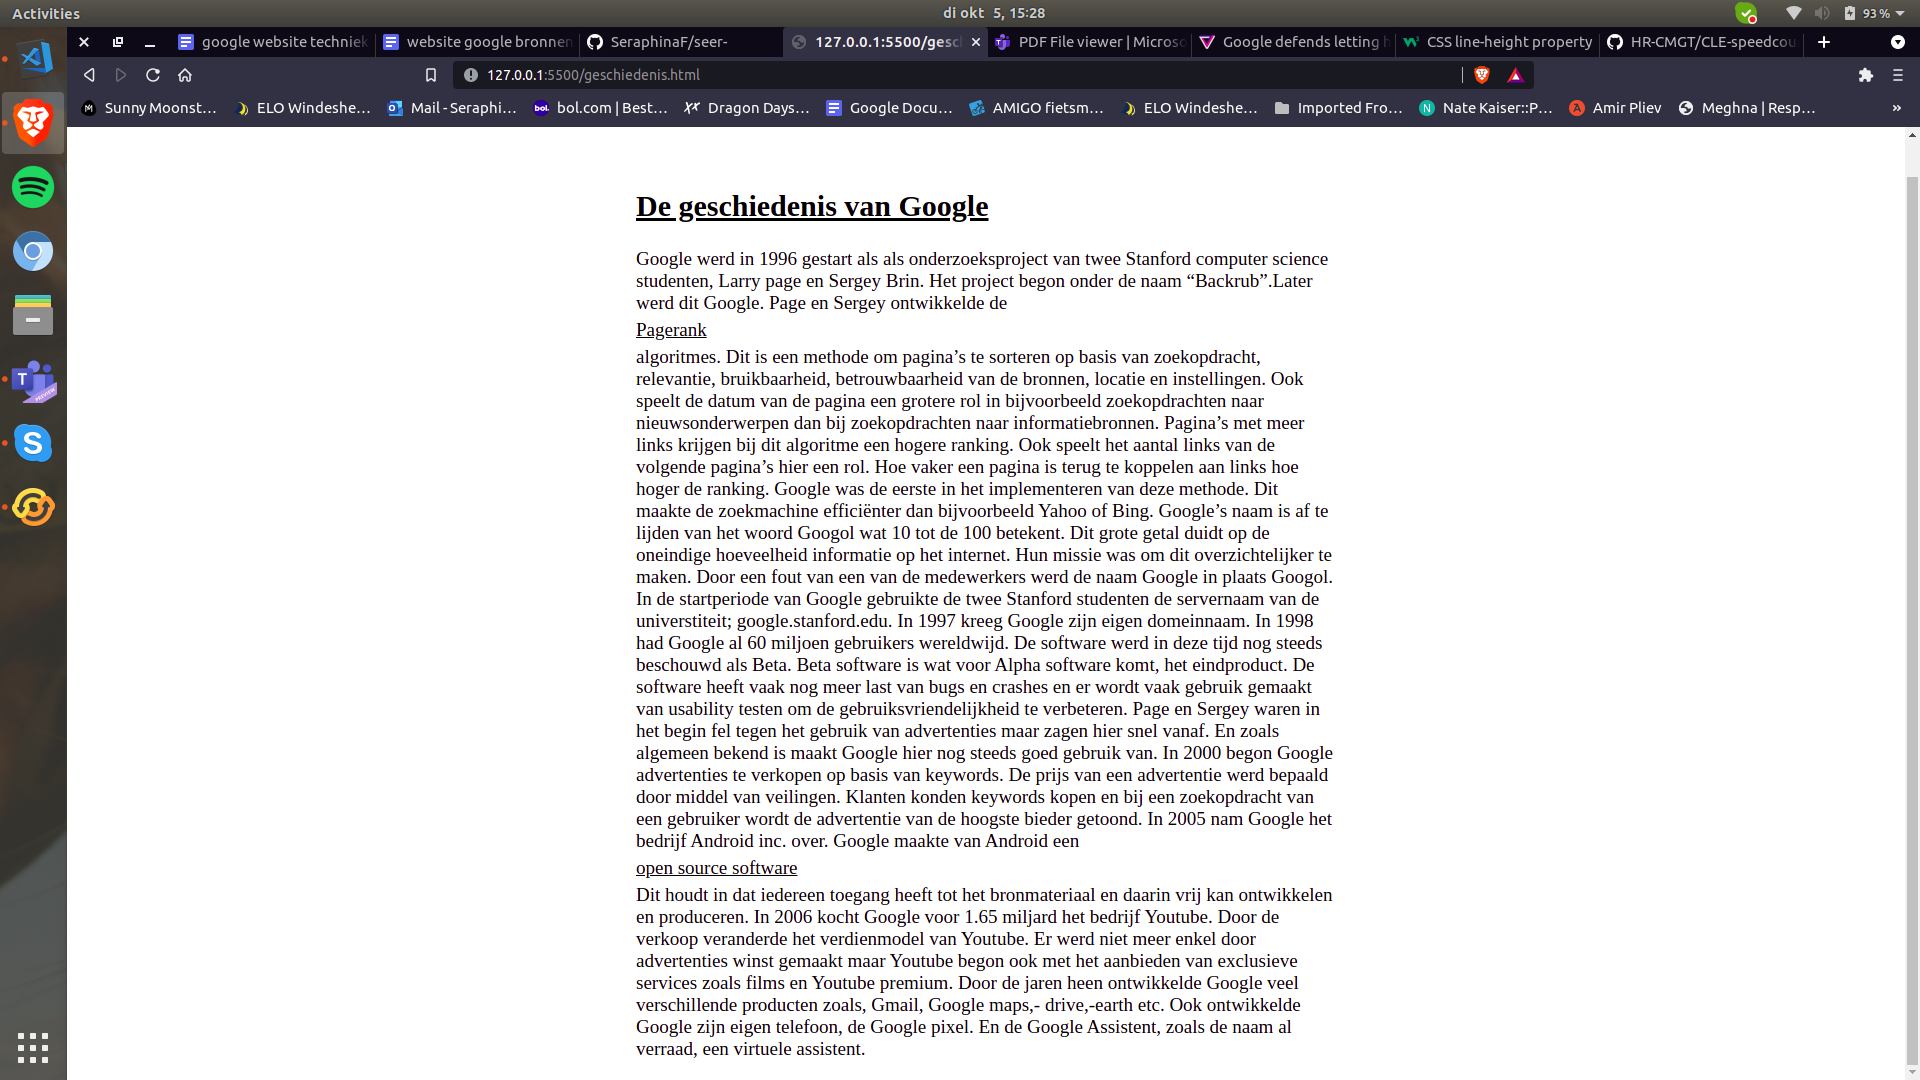 Activities
di okt 5, 15:28
93 %
google website techniek
website google bronnen
SeraphinaF/seer-
127.0.0.1:5500/gesch
PDF File viewer | Microso
Google defends letting h
CSS line-height property
HR-CMGT/CLE-speedcou
127.0.0.1:5500/geschiedenis.html
Sunny Moonst…
ELO Windeshe…
Mail - Seraphi…
bol.com | Best…
Dragon Days…
Google Docu…
AMIGO fietsm…
ELO Windeshe…
Imported Fro…
Nate Kaiser::P…
Amir Pliev
Meghna | Resp…
De geschiedenis van Google
Google werd in 1996 gestart als als onderzoeksproject van twee Stanford computer science
studenten, Larry page en Sergey Brin. Het project begon onder de naam “Backrub”.Later
werd dit Google. Page en Sergey ontwikkelde de
Pagerank
algoritmes. Dit is een methode om pagina’s te sorteren op basis van zoekopdracht,
relevantie, bruikbaarheid, betrouwbaarheid van de bronnen, locatie en instellingen. Ook
speelt de datum van de pagina een grotere rol in bijvoorbeeld zoekopdrachten naar
nieuwsonderwerpen dan bij zoekopdrachten naar informatiebronnen. Pagina’s met meer
links krijgen bij dit algoritme een hogere ranking. Ook speelt het aantal links van de
volgende pagina’s hier een rol. Hoe vaker een pagina is terug te koppelen aan links hoe
hoger de ranking. Google was de eerste in het implementeren van deze methode. Dit
maakte de zoekmachine efficiënter dan bijvoorbeeld Yahoo of Bing. Google’s naam is af te
lijden van het woord Googol wat 10 tot de 100 betekent. Dit grote getal duidt op de
oneindige hoeveelheid informatie op het internet. Hun missie was om dit overzichtelijker te
maken. Door een fout van een van de medewerkers werd de naam Google in plaats Googol.
In de startperiode van Google gebruikte de twee Stanford studenten de servernaam van de
universtiteit; google.stanford.edu. In 1997 kreeg Google zijn eigen domeinnaam. In 1998
had Google al 60 miljoen gebruikers wereldwijd. De software werd in deze tijd nog steeds
beschouwd als Beta. Beta software is wat voor Alpha software komt, het eindproduct. De
software heeft vaak nog meer last van bugs en crashes en er wordt vaak gebruik gemaakt
van usability testen om de gebruiksvriendelijkheid te verbeteren. Page en Sergey waren in
het begin fel tegen het gebruik van advertenties maar zagen hier snel vanaf. En zoals
algemeen bekend is maakt Google hier nog steeds goed gebruik van. In 2000 begon Google
advertenties te verkopen op basis van keywords. De prijs van een advertentie werd bepaald
door middel van veilingen. Klanten konden keywords kopen en bij een zoekopdracht van
een gebruiker wordt de advertentie van de hoogste bieder getoond. In 2005 nam Google het
bedrijf Android inc. over. Google maakte van Android een
open source software
Dit houdt in dat iedereen toegang heeft tot het bronmateriaal en daarin vrij kan ontwikkelen
en produceren. In 2006 kocht Google voor 1.65 miljard het bedrijf Youtube. Door de
verkoop veranderde het verdienmodel van Youtube. Er werd niet meer enkel door
advertenties winst gemaakt maar Youtube begon ook met het aanbieden van exclusieve
services zoals films en Youtube premium. Door de jaren heen ontwikkelde Google veel
verschillende producten zoals, Gmail, Google maps,- drive,-earth etc. Ook ontwikkelde
Google zijn eigen telefoon, de Google pixel. En de Google Assistent, zoals de naam al
verraad, een virtuele assistent.